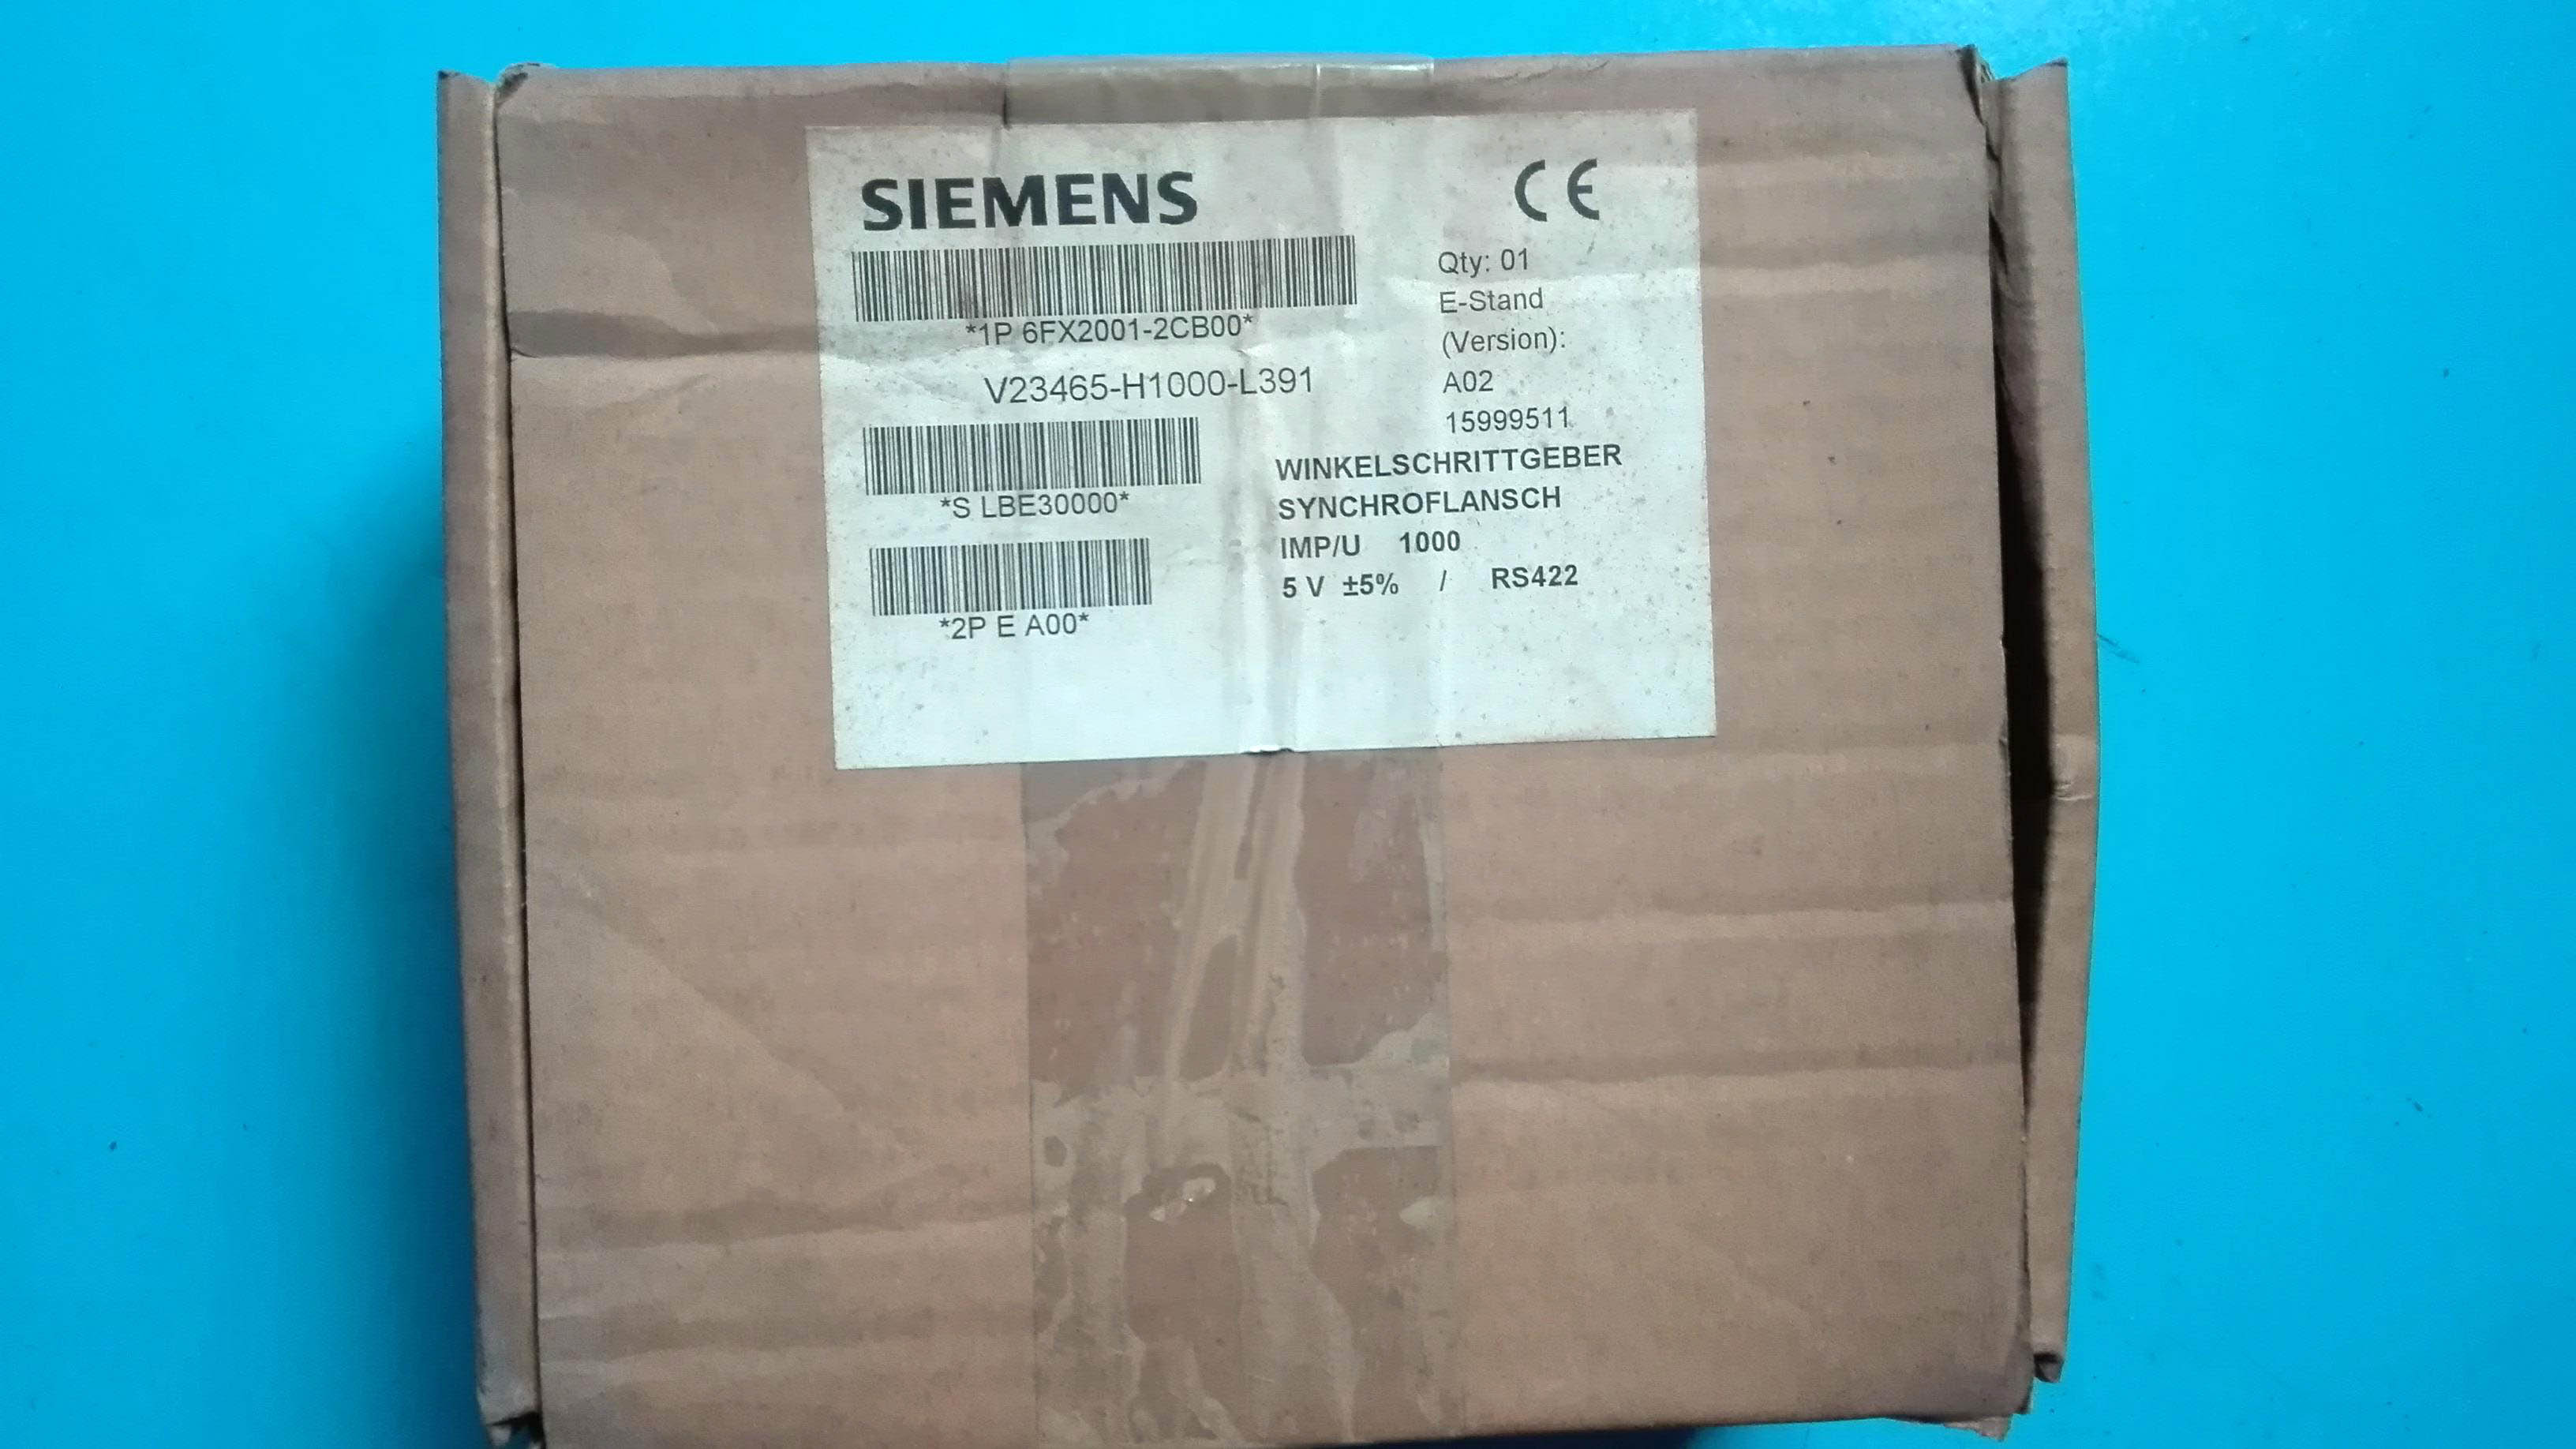 SIEMENS
CE
*1P 6FX2001-2CB00*
V23465-H1000-L391
*S LBE30000*
*2P E A00*
Qty: 01
E-Stand
(Version):
A02
15999511
WINKELSCHRITTGEBER
SYNCHROFLANSCH
IMP/U 1000
5 V ±5% / RS422